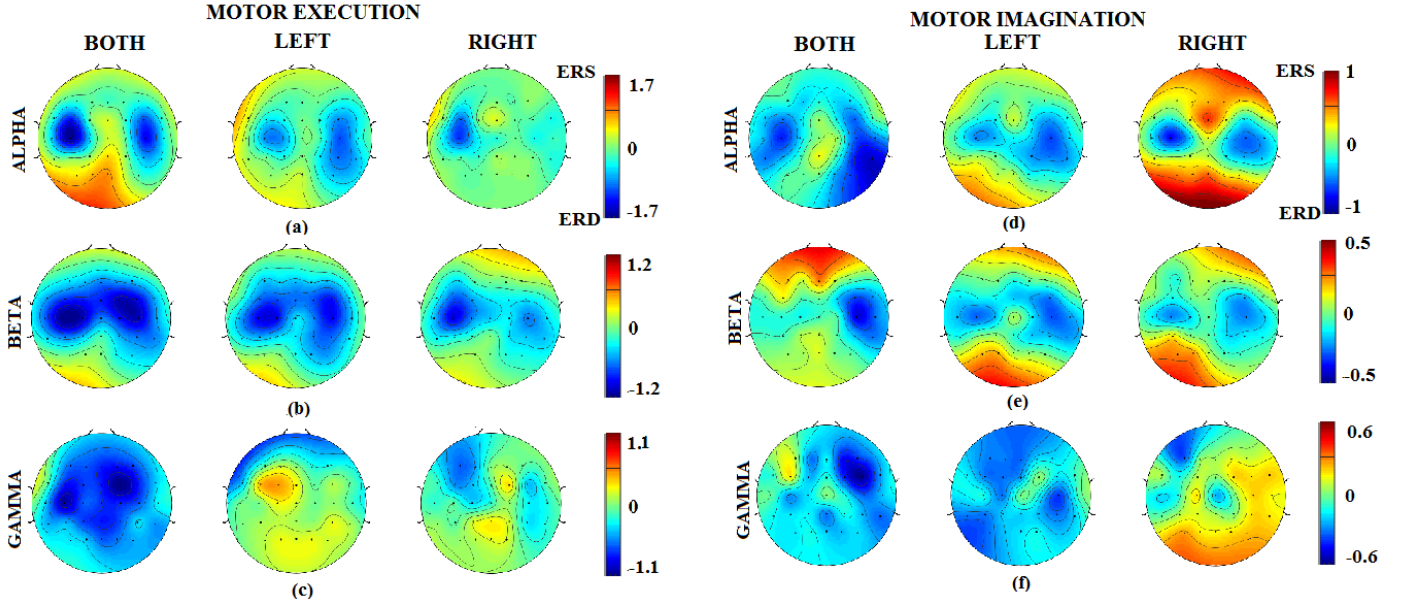 MOTOR EXECUTION
BOTH LEFT RIGHT
ALPHA
ERS
1.7
0
-1.7
ERD
(a)
BETA
1.2
0
-1.2
(b)
GAMMA
1.1
0
-1.1
(c)
MOTOR IMAGINATION
BOTH LEFT RIGHT
ALPHA
ERS
1
0
-1
ERD
(d)
BETA
0.5
0
-0.5
(e)
GAMMA
0.6
0
-0.6
(f)